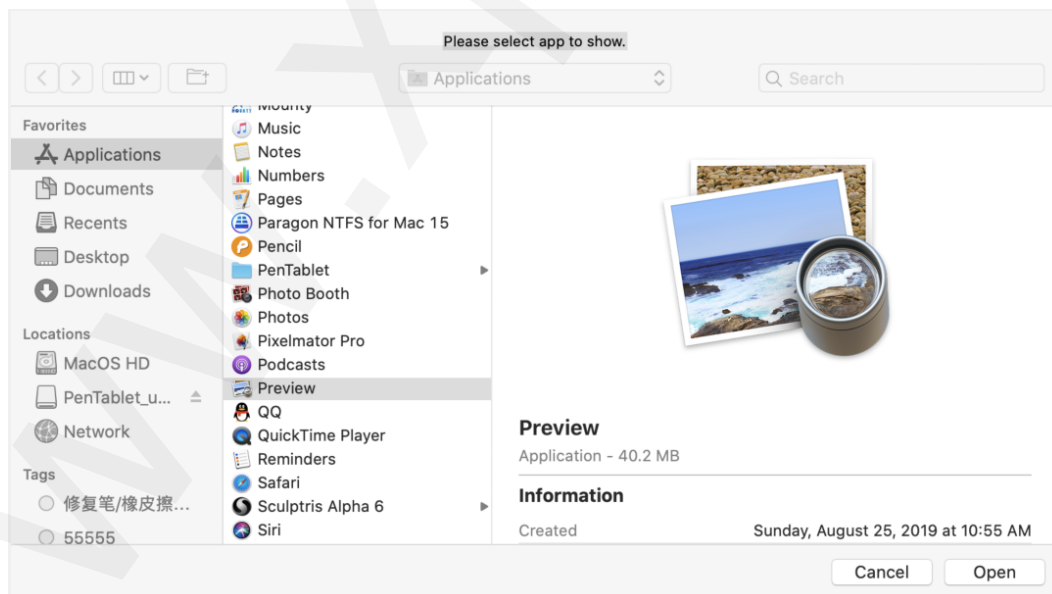 Please select app to show.
Applications
Search
Favorites
Applications
Documents
Recents
Desktop
Downloads
Locations
MacOS HD
PenTablet_u...
Network
Tags
修复笔/橡皮擦...
55555
Mounty
Music
Notes
Numbers
Pages
Paragon NTFS for Mac 15
Pencil
PenTablet
Photo Booth
Photos
Pixelmator Pro
Podcasts
Preview
QQ
QuickTime Player
Reminders
Safari
Sculptris Alpha 6
Siri
Preview
Application - 40.2 MB
Information
Created Sunday, August 25, 2019 at 10:55 AM
Cancel Open